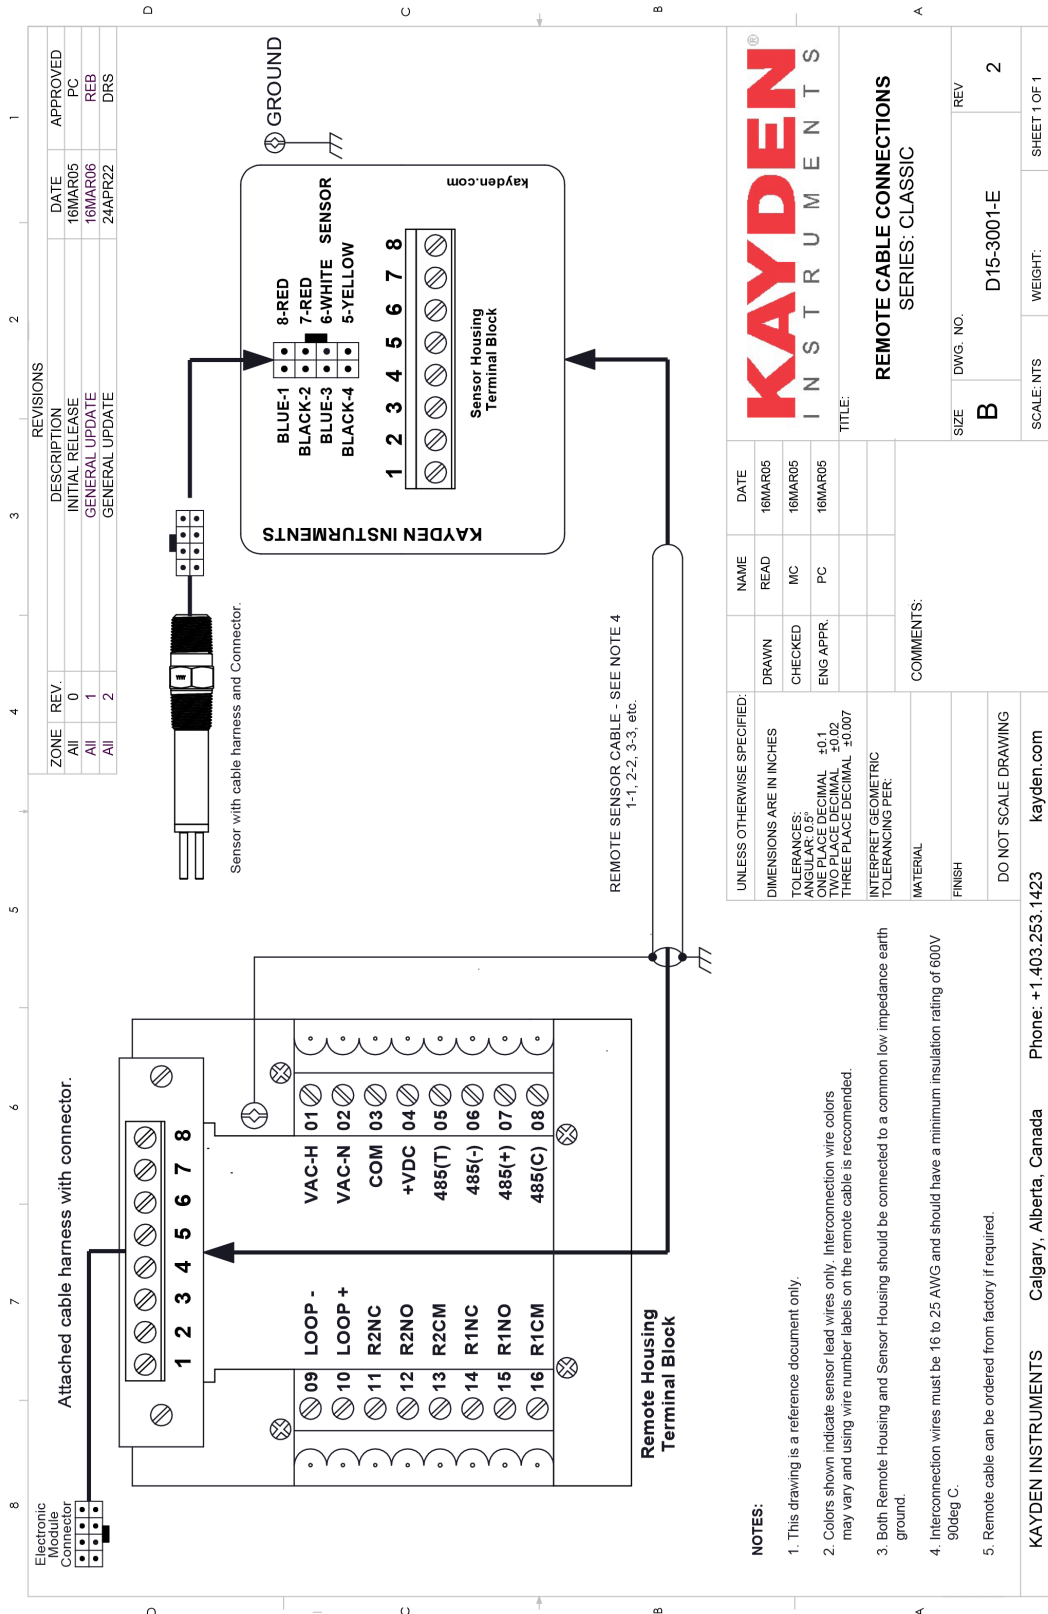 REVISIONS
ZONE REV. DESCRIPTION DATE APPROVED
All 0 INITIAL RELEASE 16MAR05 PC
All 1 GENERAL UPDATE 16MAR06 REB
All 2 GENERAL UPDATE 24APR22 DRS
8 7 6 5 4 3 2 1
D
C
B
A
D
C
B
A
Electronic
Module
Connector
Attached cable harness with connector.
1 2 3 4 5 6 7 8
09 LOOP -
10 LOOP +
11 R2NC
12 R2NO
13 R2CM
14 R1NC
15 R1NO
16 R1CM
VAC-H 01
VAC-N 02
COM 03
+VDC 04
485(T) 05
485(-) 06
485(+) 07
485(C) 08
Remote Housing
Terminal Block
Sensor with cable harness and Connector.
REMOTE SENSOR CABLE - SEE NOTE 4
1-1, 2-2, 3-3, etc.
GROUND
KAYDEN INSTURMENTS
kayden.com
BLUE-1 8-RED
BLACK-2 7-RED
BLUE-3 6-WHITE SENSOR
BLACK-4 5-YELLOW
1 2 3 4 5 6 7 8
Sensor Housing
Terminal Block
NOTES:
1. This drawing is a reference document only.
2. Colors shown indicate sensor lead wires only. Interconnection wire colors
may vary and using wire number labels on the remote cable is reccomended.
3. Both Remote Housing and Sensor Housing should be connected to a common low impedance earth
ground.
4. Interconnection wires must be 16 to 25 AWG and should have a minimum insulation rating of 600V
90deg C.
5. Remote cable can be ordered from factory if required.
UNLESS OTHERWISE SPECIFIED:
DIMENSIONS ARE IN INCHES
TOLERANCES:
ANGULAR: 0.5°
ONE PLACE DECIMAL ±0.1
TWO PLACE DECIMAL ±0.02
THREE PLACE DECIMAL ±0.007
INTERPRET GEOMETRIC
TOLERANCING PER:
MATERIAL
FINISH
DO NOT SCALE DRAWING
NAME DATE
DRAWN READ 16MAR05
CHECKED MC 16MAR05
ENG APPR. PC 16MAR05
COMMENTS:
KAYDEN®
INSTRUMENTS
TITLE:
REMOTE CABLE CONNECTIONS
SERIES: CLASSIC
SIZE DWG. NO. REV
B D15-3001-E 2
SCALE: NTS WEIGHT: SHEET 1 OF 1
KAYDEN INSTRUMENTS Calgary, Alberta, Canada Phone: +1.403.253.1423 kayden.com